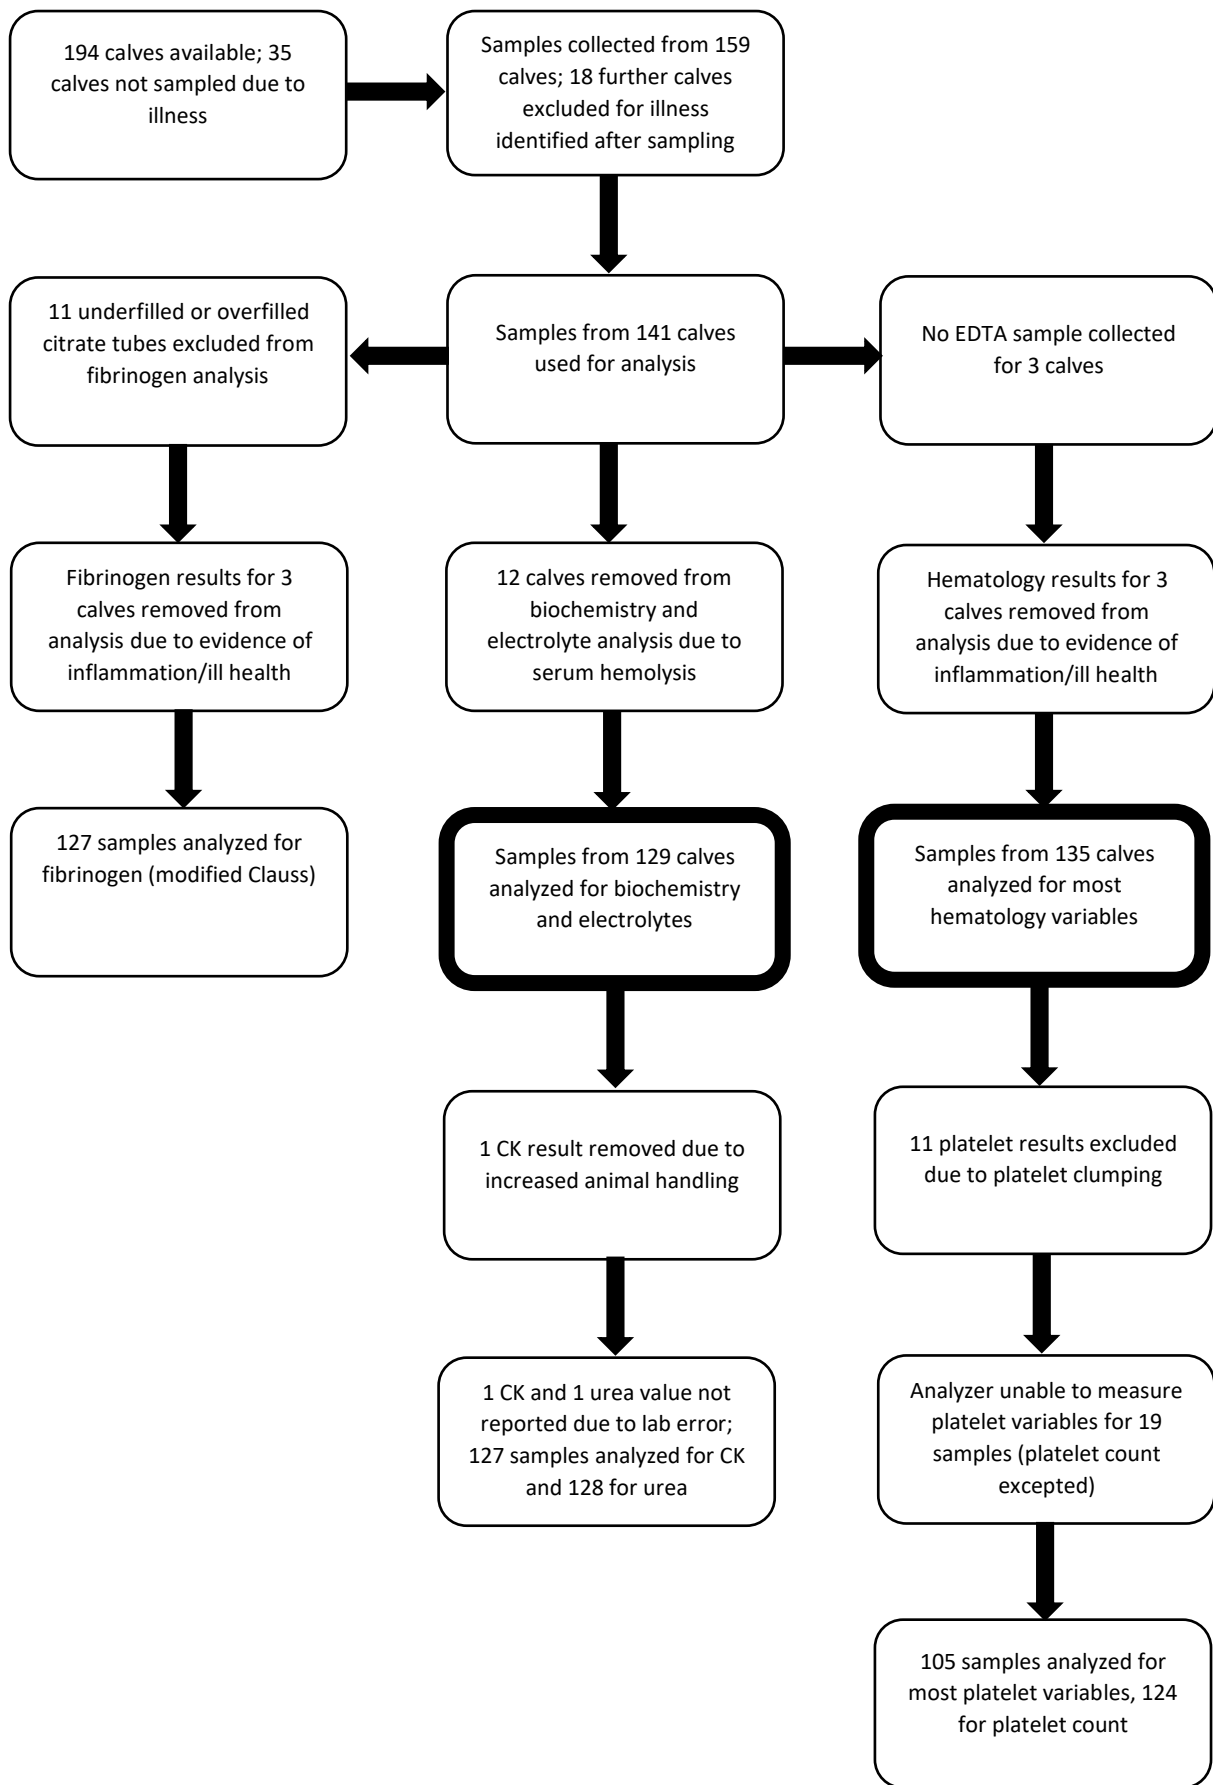 194 calves available; 35
calves not sampled due to
illness
Samples collected from 159
calves; 18 further calves
excluded for illness
identified after sampling
11 underfilled or overfilled
citrate tubes excluded from
fibrinogen analysis
Samples from 141 calves
used for analysis
No EDTA sample collected
for 3 calves
Fibrinogen results for 3
calves removed from
analysis due to evidence of
inflammation/ill health
12 calves removed from
biochemistry and
electrolyte analysis due to
serum hemolysis
Hematology results for 3
calves removed from
analysis due to evidence of
inflammation/ill health
127 samples analyzed for
fibrinogen (modified Clauss)
Samples from 129 calves
analyzed for biochemistry
and electrolytes
Samples from 135 calves
analyzed for most
hematology variables
1 CK result removed due to
increased animal handling
11 platelet results excluded
due to platelet clumping
1 CK and 1 urea value not
reported due to lab error;
127 samples analyzed for CK
and 128 for urea
Analyzer unable to measure
platelet variables for 19
samples (platelet count
excepted)
105 samples analyzed for
most platelet variables, 124
for platelet count